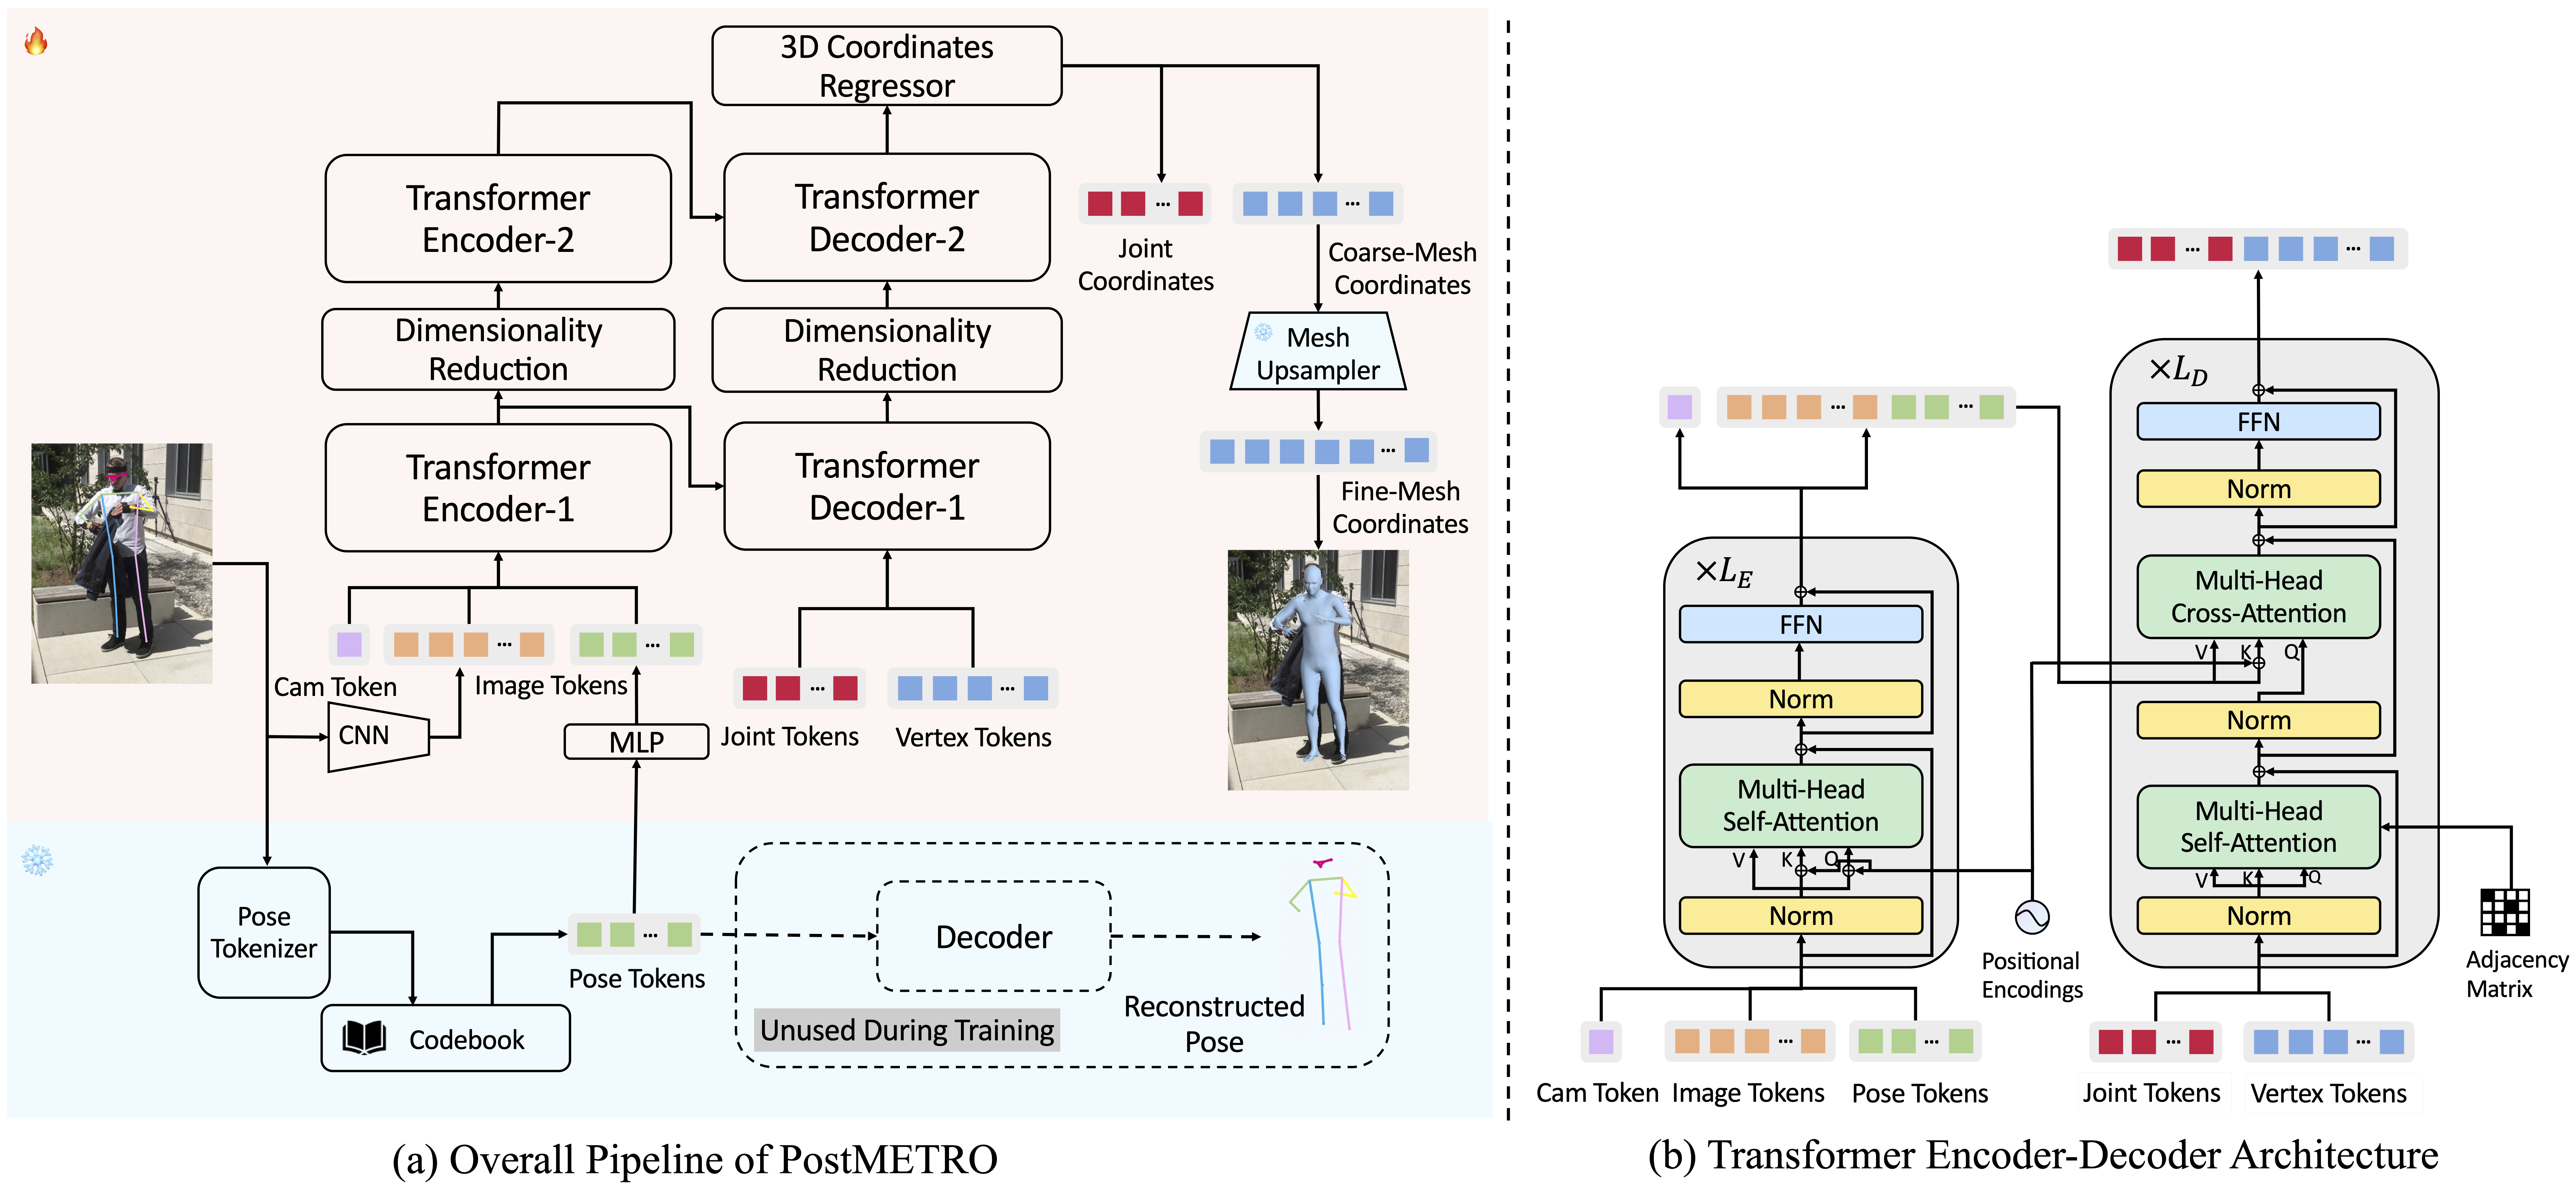 3D Coordinates
Regressor
Transformer
Encoder-2
Transformer
Decoder-2
Joint
Coordinates
Coarse-Mesh
Coordinates
Dimensionality
Reduction
Dimensionality
Reduction
Mesh
Upsampler
Transformer
Encoder-1
Transformer
Decoder-1
Fine-Mesh
Coordinates
Cam Token
Image Tokens
CNN
MLP
Joint Tokens
Vertex Tokens
Pose
Tokenizer
Codebook
Pose Tokens
Decoder
Unused During Training
Reconstructed
Pose
(a) Overall Pipeline of PostMETRO
×L_E
FFN
Norm
Multi-Head
Self-Attention
V
K
Q
Norm
Cam Token
Image Tokens
Pose Tokens
Positional
Encodings
×L_D
FFN
Norm
Multi-Head
Cross-Attention
V
K
Q
Norm
Multi-Head
Self-Attention
V
K
Q
Norm
Adjacency
Matrix
Joint Tokens
Vertex Tokens
(b) Transformer Encoder-Decoder Architecture